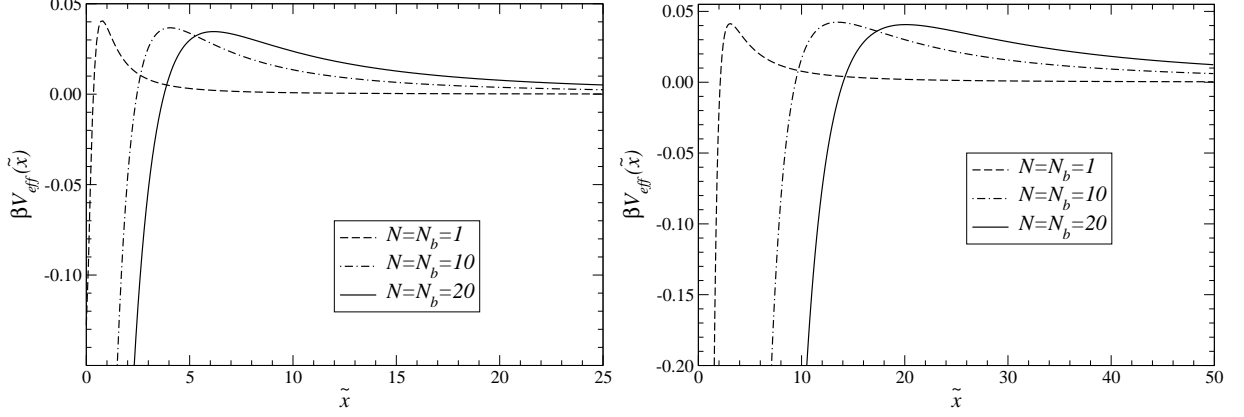 0.05
0.00
-0.05
-0.10
βV_eff(x̃)
N=N_b=1
N=N_b=10
N=N_b=20
0 5 10 15 20 25
x̃
0.05
0.00
-0.05
-0.10
-0.15
-0.20
βV_eff(x̃)
N=N_b=1
N=N_b=10
N=N_b=20
0 10 20 30 40 50
x̃